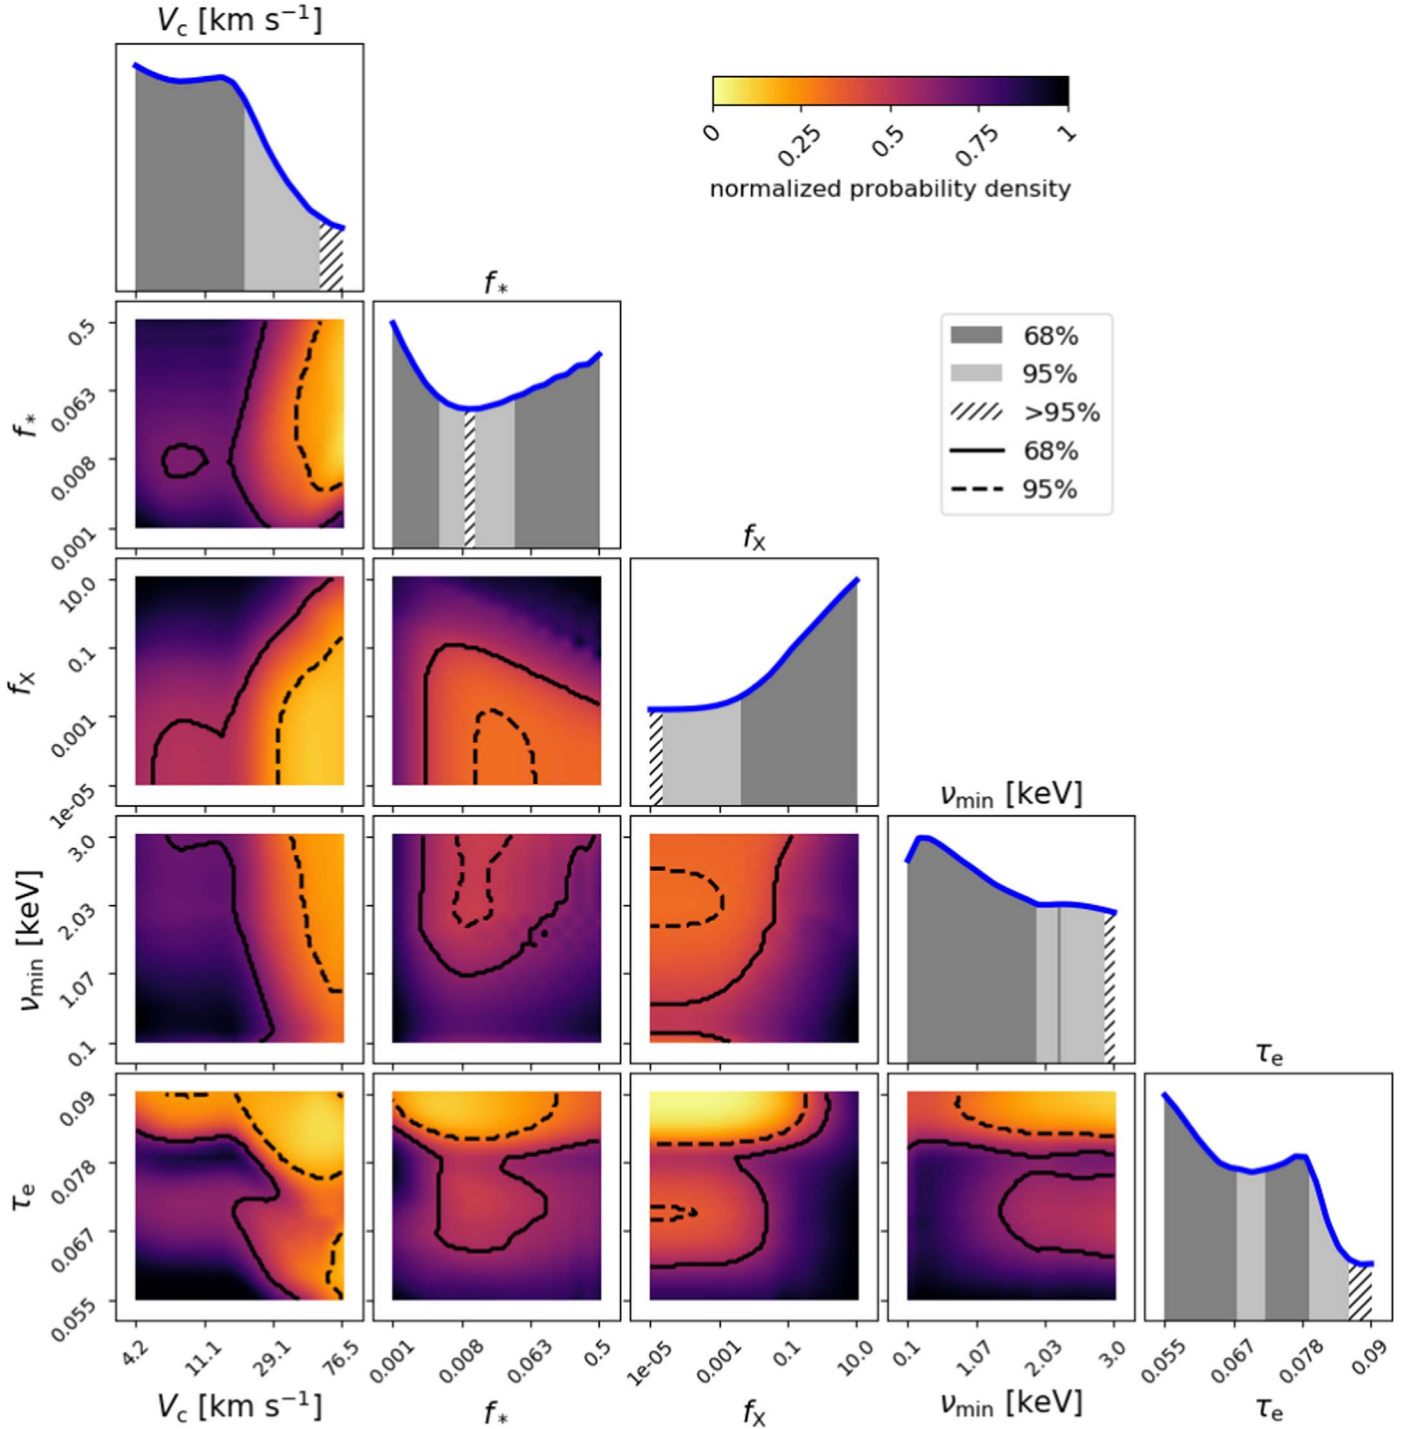 V_c [km s⁻¹]
0
0.25
0.5
0.75
1
normalized probability density
f_*
68%
95%
>95%
68%
95%
f_*
0.5
0.063
0.008
0.001
f_X
f_X
10.0
0.1
0.001
1e-05
ν_min [keV]
ν_min [keV]
3.0
2.03
1.07
0.1
τ_e
τ_e
0.09
0.078
0.067
0.055
4.2 11.1 29.1 76.5 0.001 0.008 0.063 0.5 1e-05 0.001 0.1 10.0 0.1 1.07 2.03 3.0 0.055 0.067 0.078 0.09
V_c [km s⁻¹] f_* f_X ν_min [keV] τ_e